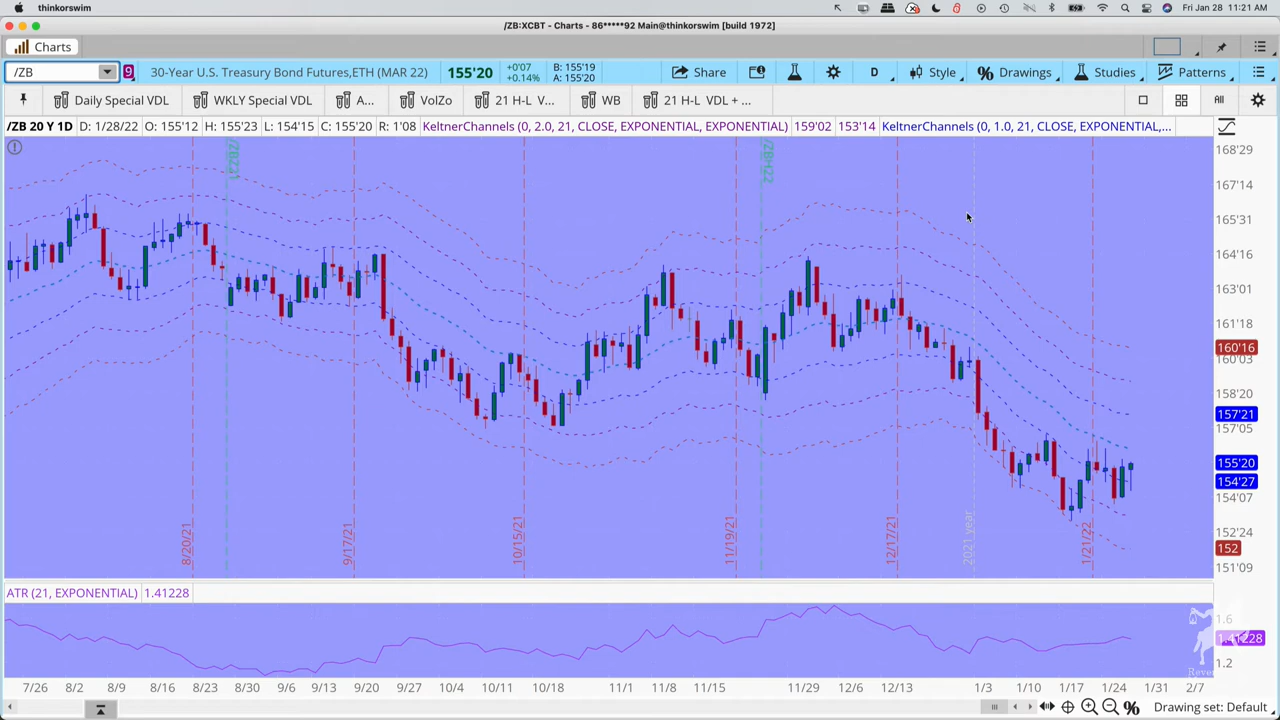 thinkorswim
Fri Jan 28 11:21 AM
/ZB:XCBT - Charts - 86*****92 Main@thinkorswim [build 1972]
Charts
/ZB
9
30-Year U.S. Treasury Bond Futures,ETH (MAR 22)
155'20
+0'07
+0.14%
B: 155'19
A: 155'20
Share
D
Style
% Drawings
Studies
Patterns
Daily Special VDL
WKLY Special VDL
A...
VolZo
21 H-L V...
WB
21 H-L VDL + ...
All
/ZB 20 Y 1D
D: 1/28/22
O: 155'12
H: 155'23
L: 154'15
C: 155'20
R: 1'08
KeltnerChannels (0, 2.0, 21, CLOSE, EXPONENTIAL, EXPONENTIAL)
159'02
153'14
KeltnerChannels (0, 1.0, 21, CLOSE, EXPONENTIAL,...
/ZBZ21
/ZBH22
168'29
167'14
165'31
164'16
163'01
161'18
160'16
160'03
158'20
157'21
157'05
155'20
154'27
154'07
152'24
152
151'09
8/20/21
9/17/21
10/15/21
11/19/21
12/17/21
2021 year
1/21/22
ATR (21, EXPONENTIAL)
1.41228
1.6
1.41228
1.2
7/26
8/2
8/9
8/16
8/23
8/30
9/6
9/13
9/20
9/27
10/4
10/11
10/18
11/1
11/8
11/15
11/29
12/6
12/13
1/3
1/10
1/17
1/24
1/31
2/7
%
Drawing set: Default